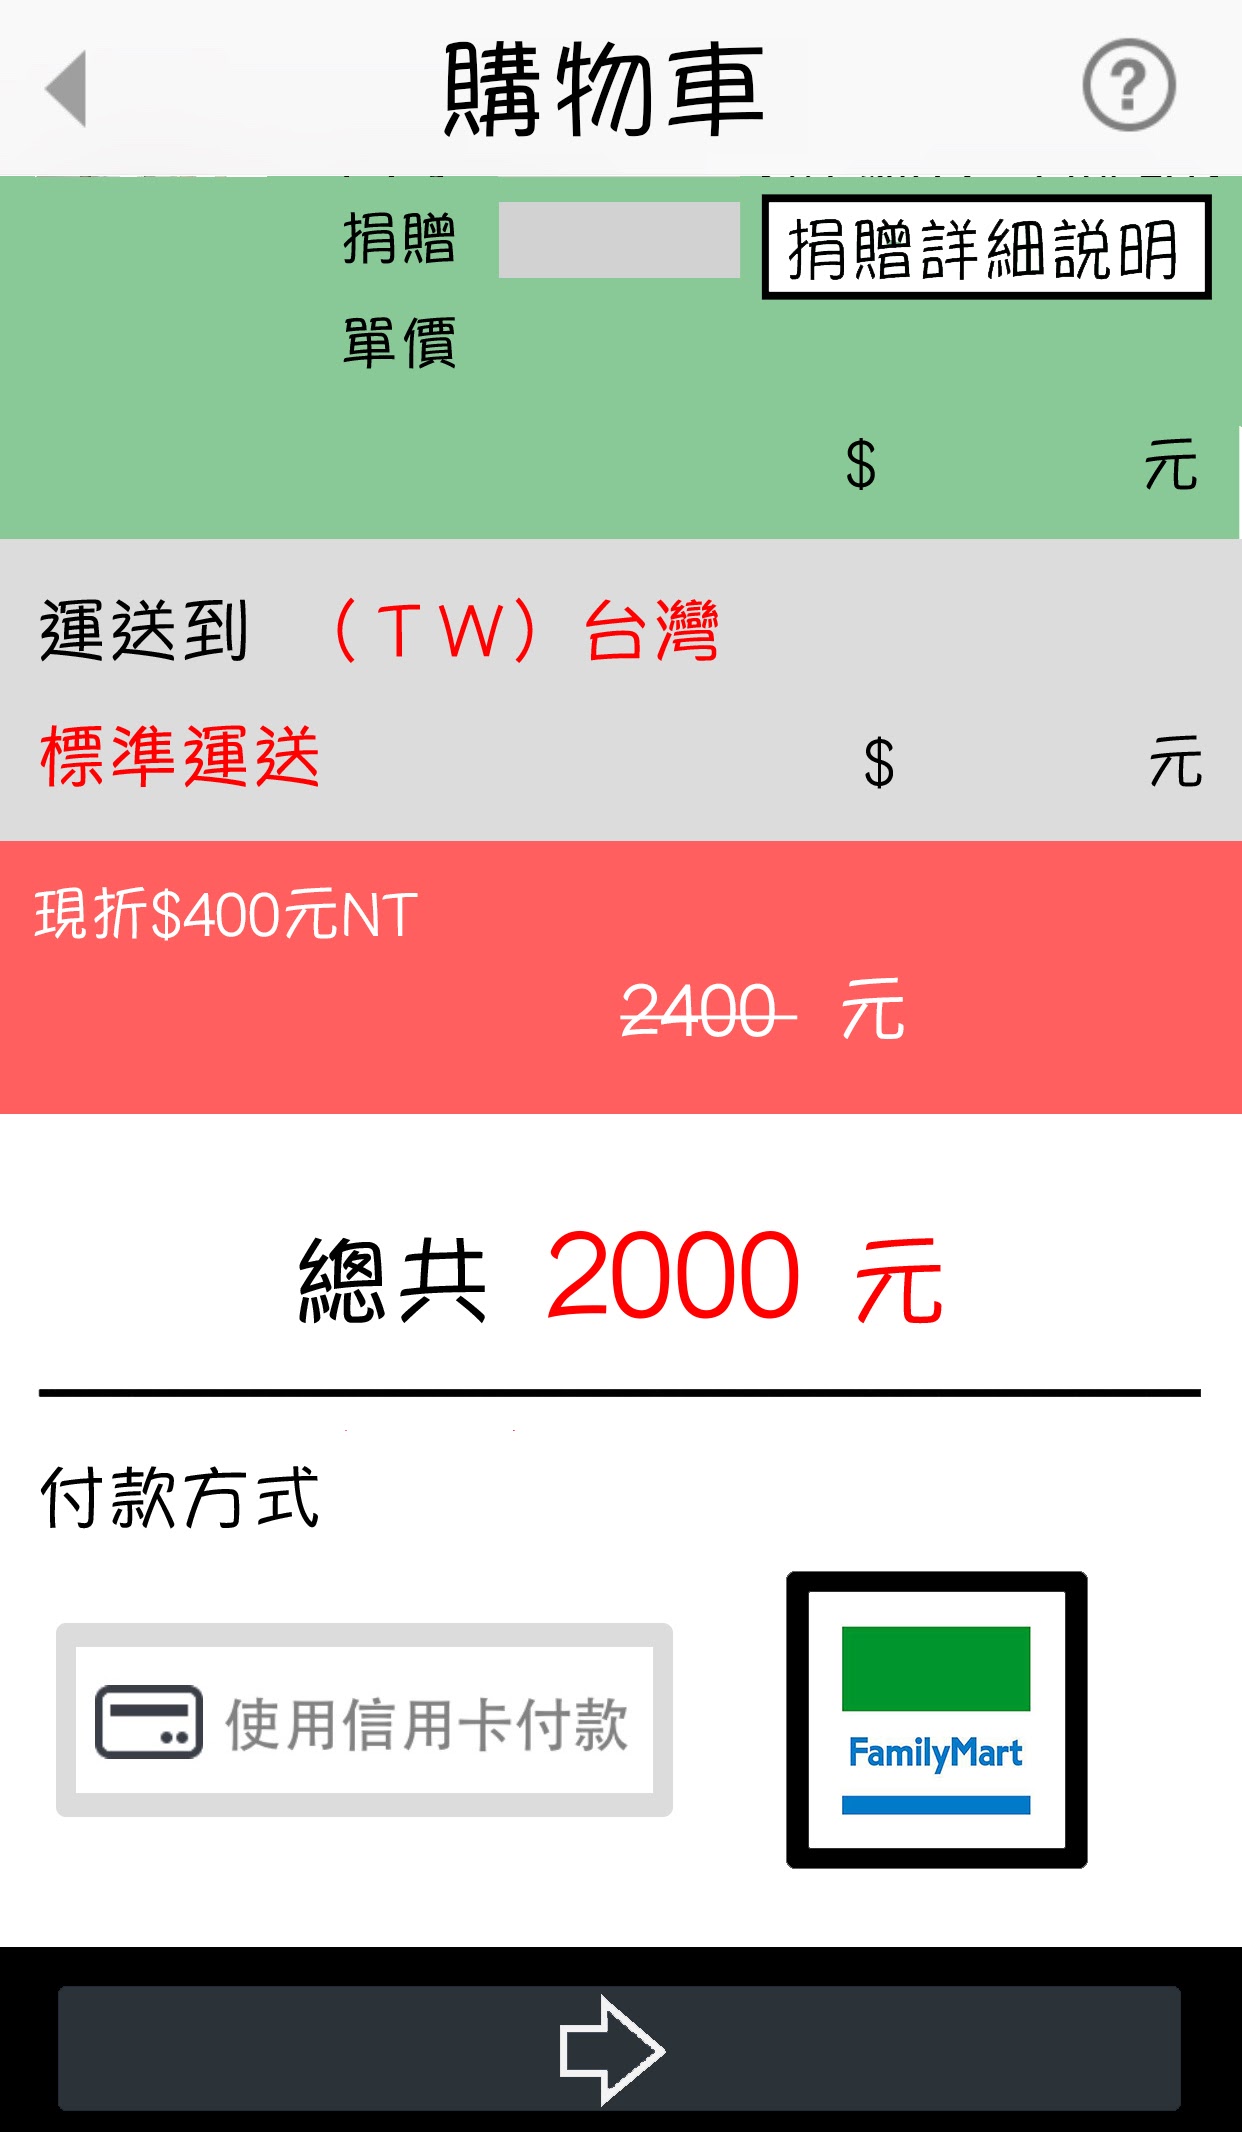 購物車
?
捐贈
捐贈詳細説明
單價
$ 元
運送到 （TW）台灣
標準運送 $ 元
現折$400元NT
2400 元
總共 2000 元
付款方式
使用信用卡付款
FamilyMart